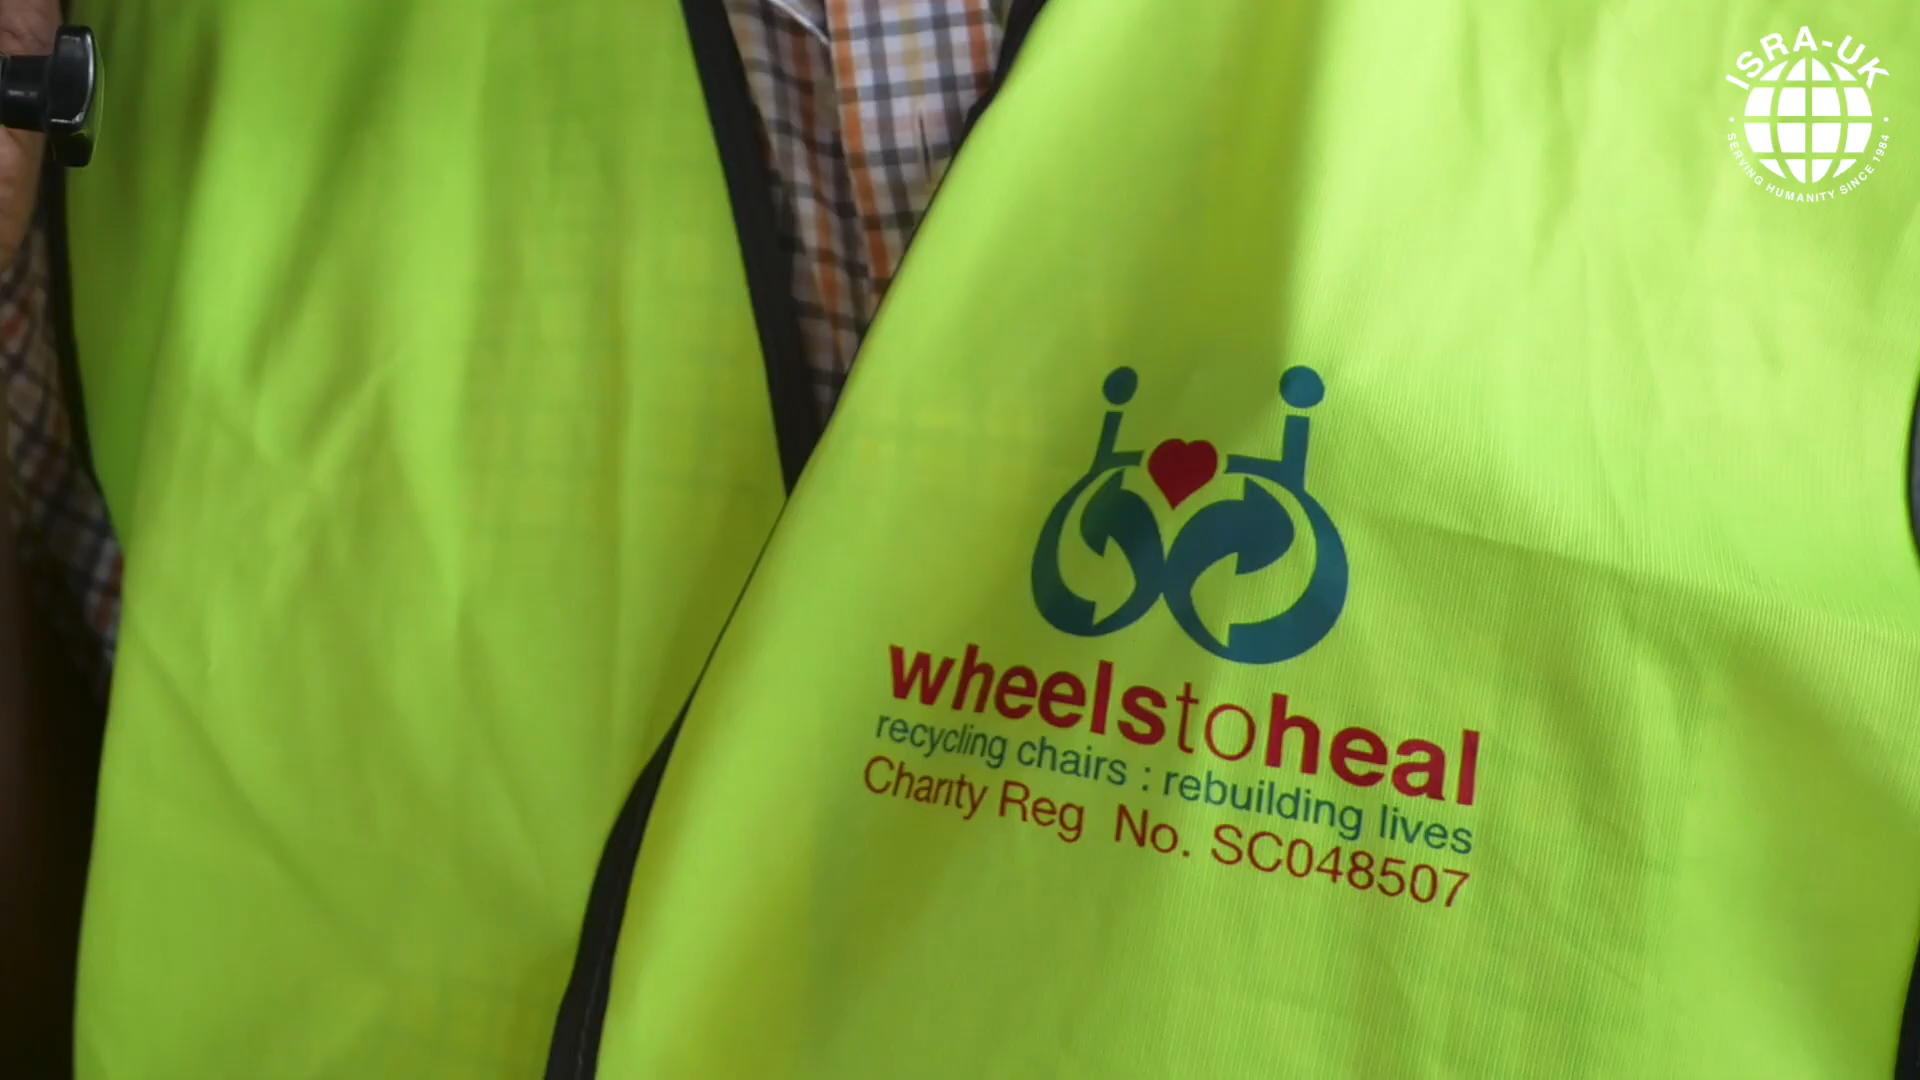 ISRA-UK
SERVING HUMANITY SINCE 1984
wheelstoheal
recycling chairs : rebuilding lives
Charity Reg No. SC048507